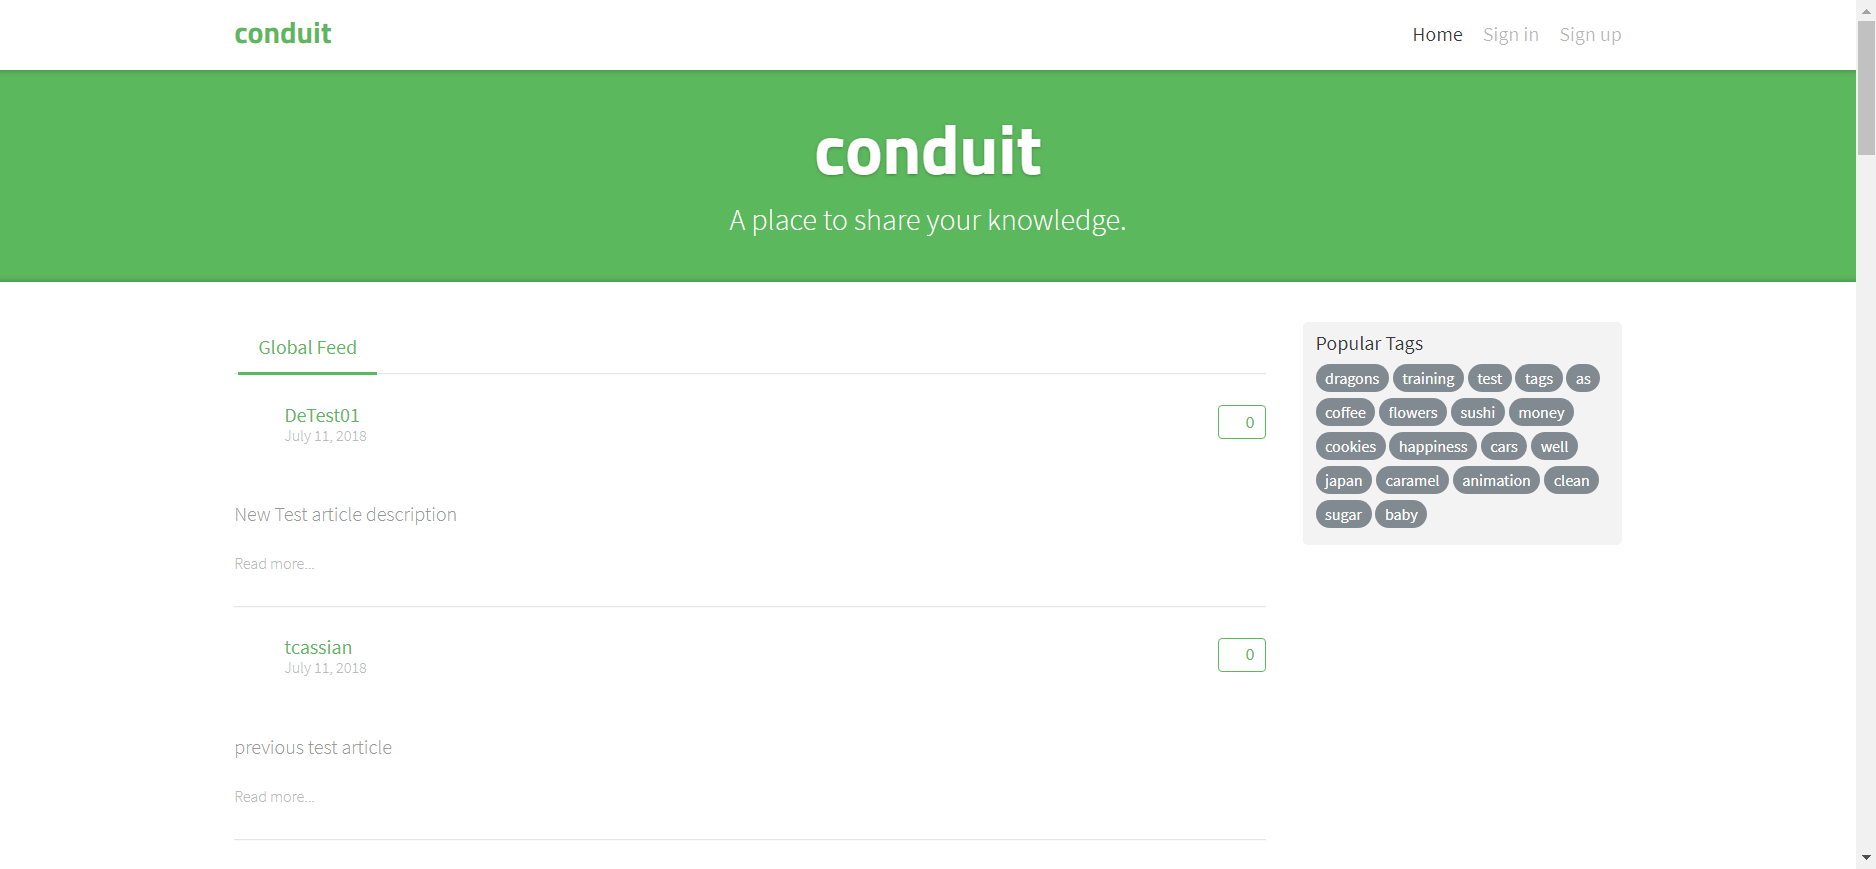 conduit
Home Sign in Sign up
conduit
A place to share your knowledge.
Global Feed
DeTest01
July 11, 2018
0
New Test article description
Read more...
tcassian
July 11, 2018
0
previous test article
Read more...
Popular Tags
dragons training test tags as
coffee flowers sushi money
cookies happiness cars well
japan caramel animation clean
sugar baby